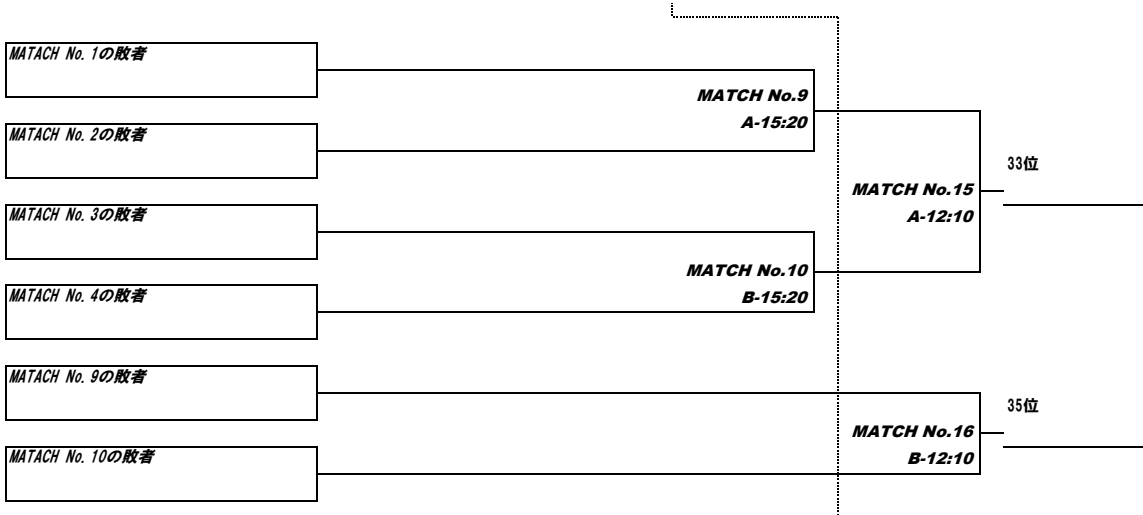 MATACH No. 1の敗者
MATCH No.9
A-15:20
MATACH No. 2の敗者
33位
MATCH No.15
A-12:10
MATACH No. 3の敗者
MATCH No.10
B-15:20
MATACH No. 4の敗者
MATACH No. 9の敗者
35位
MATCH No.16
B-12:10
MATACH No. 10の敗者